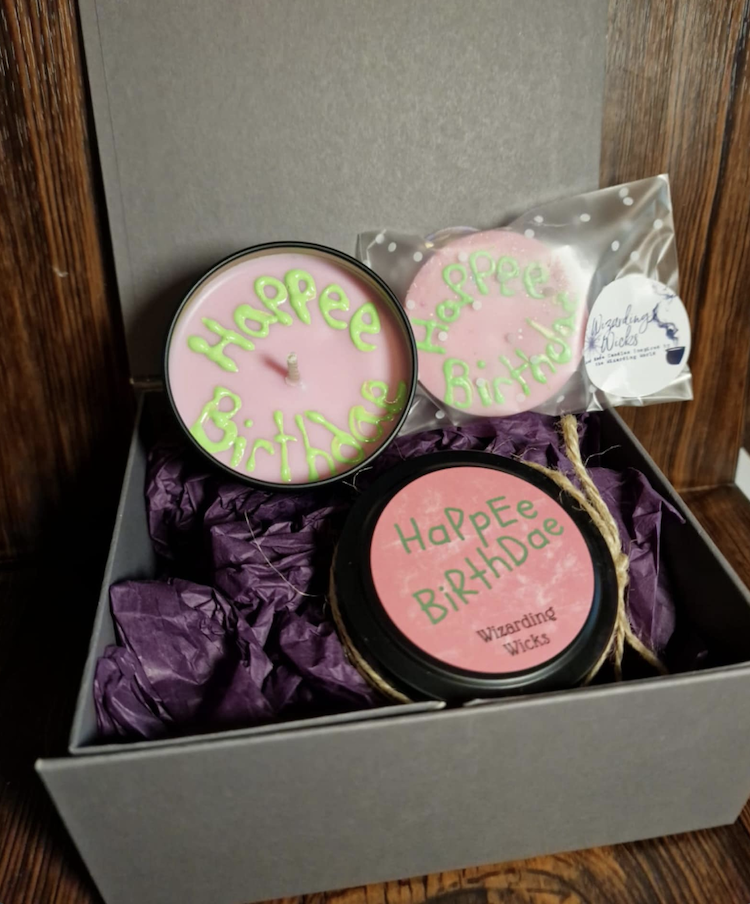 Happee
Birthdae
Happee
Birthdae
Wizarding
Wicks
HaPpEe
BiRthDae
Wizarding
Wicks